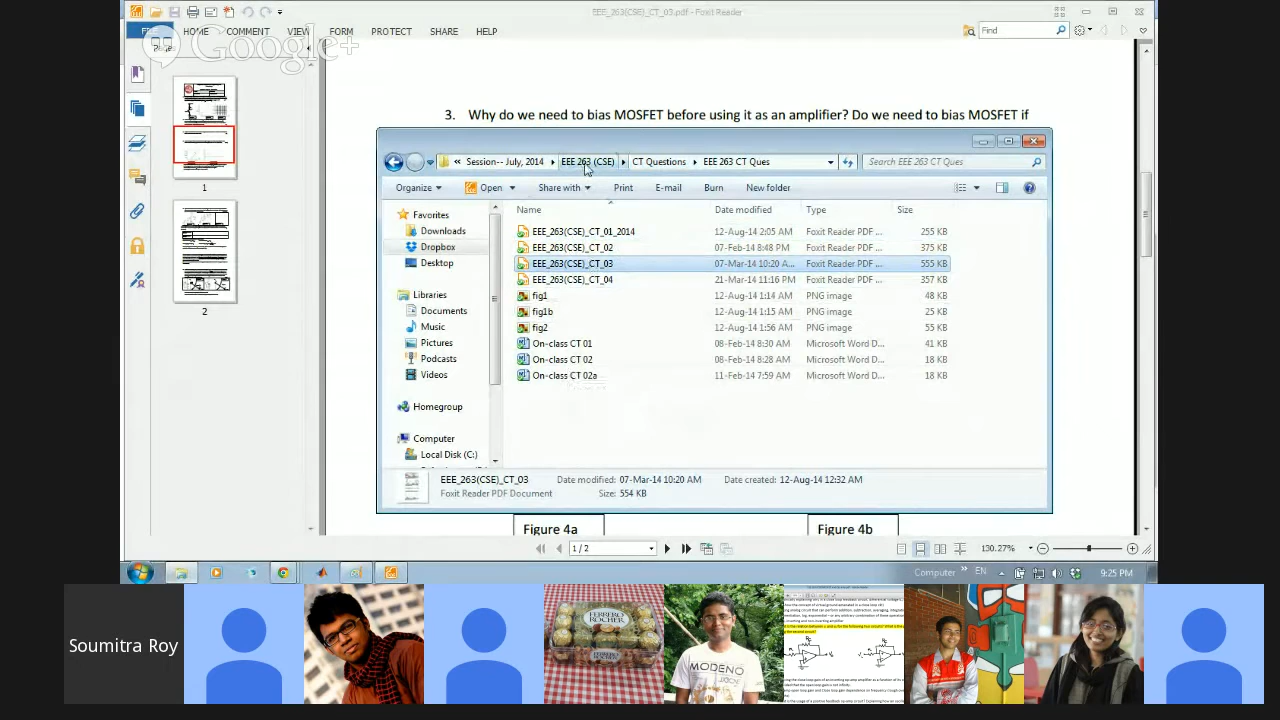 EEE_263(CSE)_CT_03.pdf - Foxit Reader
FILE HOME COMMENT VIEW FORM PROTECT SHARE HELP
Find
Google+
Pages
3. Why do we need to bias MOSFET before using it as an amplifier? Do we need to bias MOSFET if
« Session-- July, 2014 EEE 263 (CSE) CT Questions EEE 263 CT Ques
Search EEE 263 CT Ques
Organize Open Share with Print E-mail Burn New folder
Name Date modified Type Size
Favorites
Downloads
Dropbox
Desktop
Libraries
Documents
Music
Pictures
Podcasts
Videos
Homegroup
Computer
Local Disk (C:)
EEE_263(CSE)_CT_01_2014 12-Aug-14 2:05 AM Foxit Reader PDF ... 255 KB
EEE_263(CSE)_CT_02 07-Feb-14 8:48 PM Foxit Reader PDF ... 375 KB
EEE_263(CSE)_CT_03 07-Mar-14 10:20 A... Foxit Reader PDF ... 555 KB
EEE_263(CSE)_CT_04 21-Mar-14 11:16 PM Foxit Reader PDF ... 357 KB
fig1 12-Aug-14 1:14 AM PNG image 48 KB
fig1b 12-Aug-14 1:15 AM PNG image 25 KB
fig2 12-Aug-14 1:56 AM PNG image 55 KB
On-class CT 01 08-Feb-14 8:30 AM Microsoft Word D... 41 KB
On-class CT 02 08-Feb-14 8:28 AM Microsoft Word D... 18 KB
On-class CT 02a 11-Feb-14 7:59 AM Microsoft Word D... 18 KB
EEE_263(CSE)_CT_03 Date modified: 07-Mar-14 10:20 AM Date created: 12-Aug-14 12:32 AM
Foxit Reader PDF Document Size: 554 KB
1
2
Figure 4a Figure 4b
1 / 2
130.27%
Computer » EN 9:25 PM
Soumitra Roy
FERRERO
ROCHER
MODERO